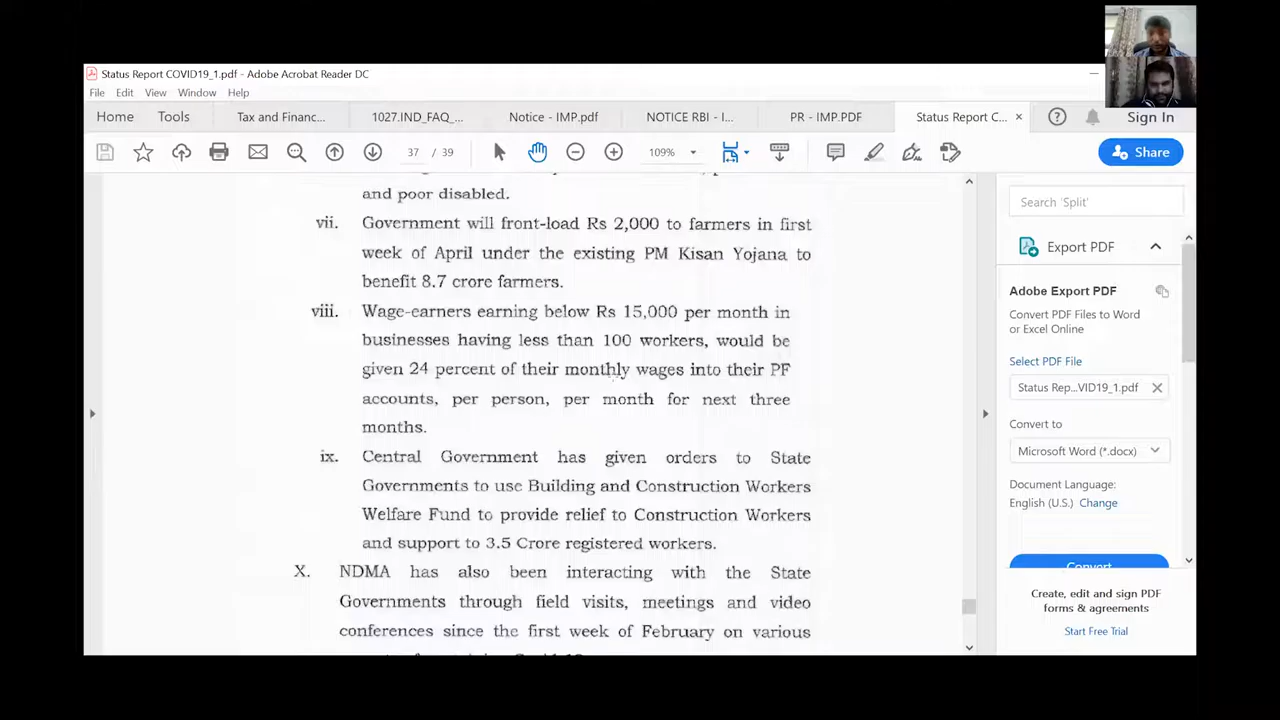 Status Report COVID19_1.pdf - Adobe Acrobat Reader DC
File Edit View Window Help
Home Tools Tax and Financ... 1027.IND_FAQ_... Notice - IMP.pdf NOTICE RBI - I... PR - IMP.PDF Status Report C... × Sign In
37 / 39 109% Share
and poor disabled.
vii. Government will front-load Rs 2,000 to farmers in first
week of April under the existing PM Kisan Yojana to
benefit 8.7 crore farmers.
viii. Wage-earners earning below Rs 15,000 per month in
businesses having less than 100 workers, would be
given 24 percent of their monthly wages into their PF
accounts, per person, per month for next three
months.
ix. Central Government has given orders to State
Governments to use Building and Construction Workers
Welfare Fund to provide relief to Construction Workers
and support to 3.5 Crore registered workers.
X. NDMA has also been interacting with the State
Governments through field visits, meetings and video
conferences since the first week of February on various
Search 'Split'
Export PDF
Adobe Export PDF
Convert PDF Files to Word
or Excel Online
Select PDF File
Status Rep...VID19_1.pdf
Convert to
Microsoft Word (*.docx)
Document Language:
English (U.S.) Change
Convert
Create, edit and sign PDF
forms & agreements
Start Free Trial